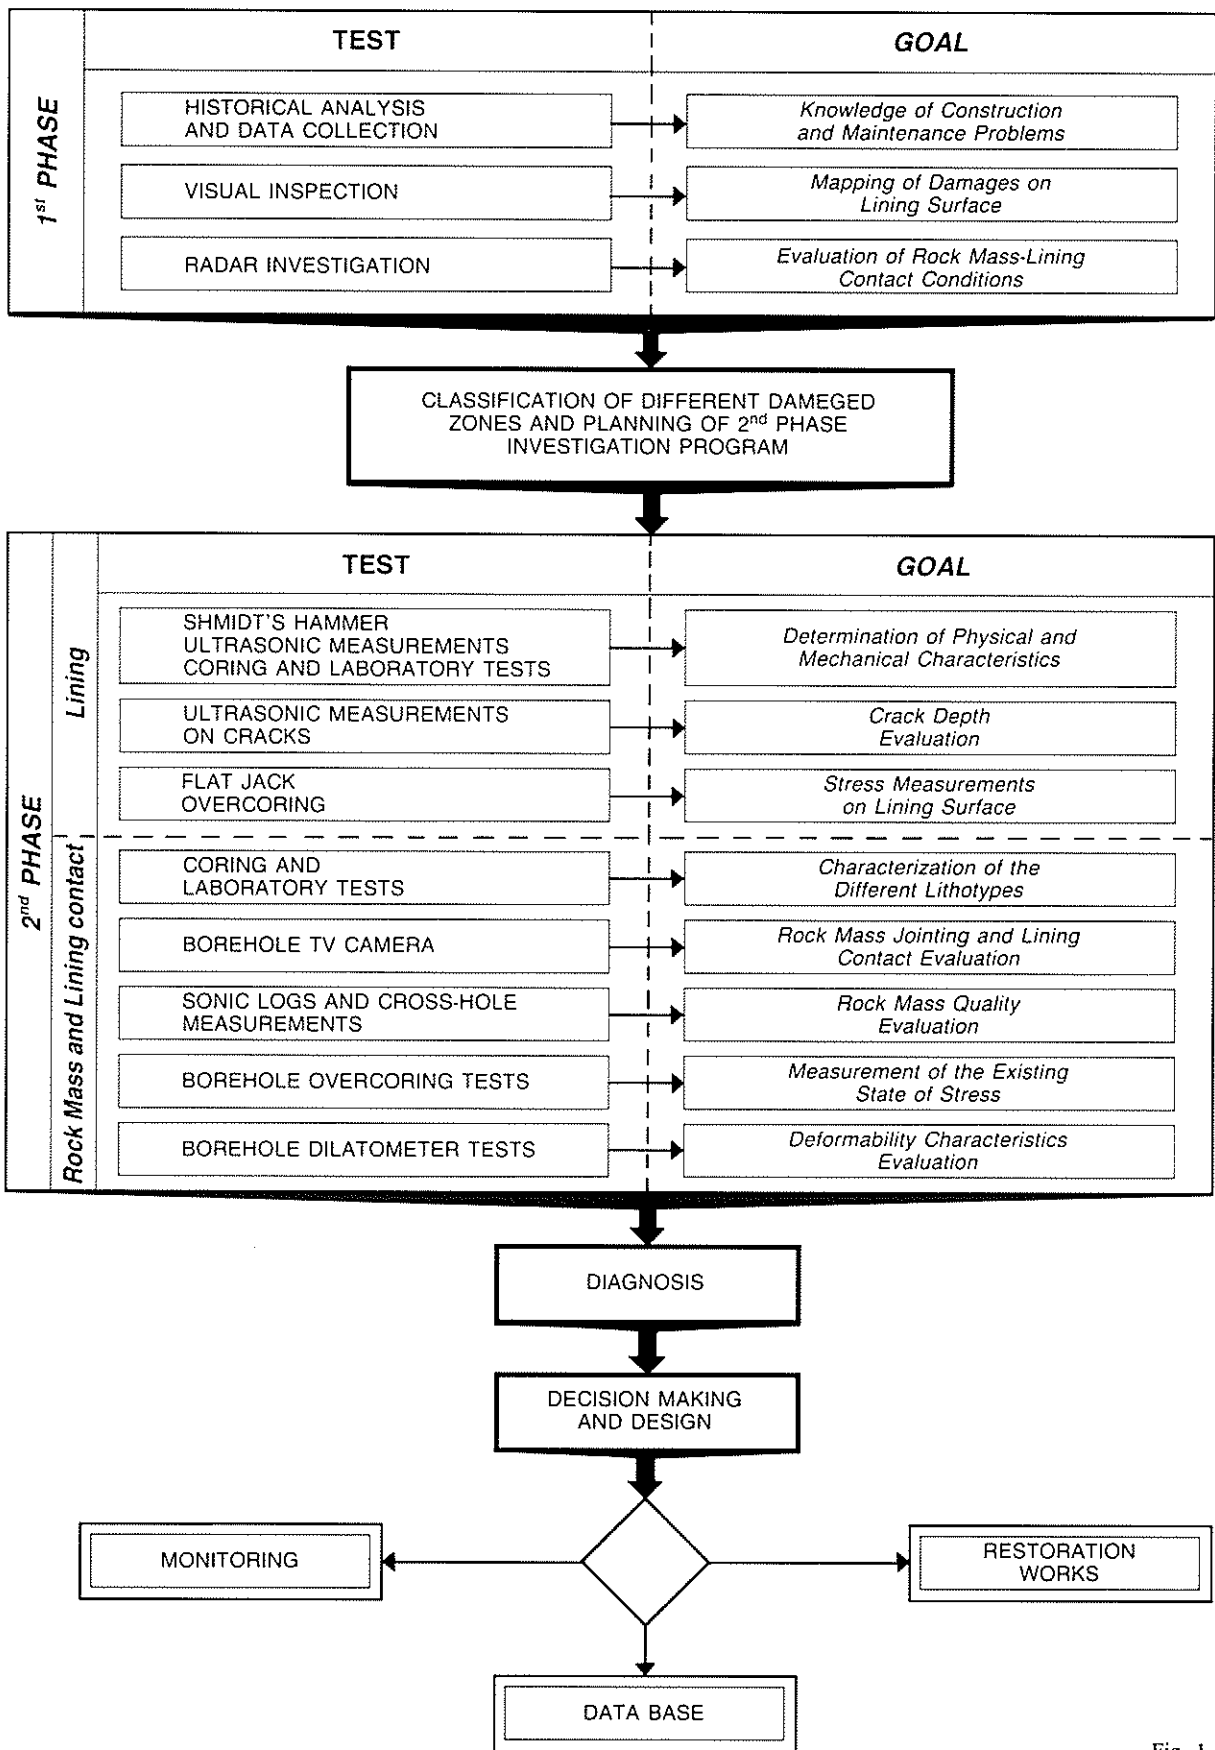 TEST
GOAL
1st PHASE
HISTORICAL ANALYSIS
AND DATA COLLECTION
Knowledge of Construction
and Maintenance Problems
VISUAL INSPECTION
Mapping of Damages on
Lining Surface
RADAR INVESTIGATION
Evaluation of Rock Mass-Lining
Contact Conditions
CLASSIFICATION OF DIFFERENT DAMEGED
ZONES AND PLANNING OF 2nd PHASE
INVESTIGATION PROGRAM
2nd PHASE
Lining
TEST
GOAL
SHMIDT'S HAMMER
ULTRASONIC MEASUREMENTS
CORING AND LABORATORY TESTS
Determination of Physical and
Mechanical Characteristics
ULTRASONIC MEASUREMENTS
ON CRACKS
Crack Depth
Evaluation
FLAT JACK
OVERCORING
Stress Measurements
on Lining Surface
Rock Mass and Lining contact
CORING AND
LABORATORY TESTS
Characterization of the
Different Lithotypes
BOREHOLE TV CAMERA
Rock Mass Jointing and Lining
Contact Evaluation
SONIC LOGS AND CROSS-HOLE
MEASUREMENTS
Rock Mass Quality
Evaluation
BOREHOLE OVERCORING TESTS
Measurement of the Existing
State of Stress
BOREHOLE DILATOMETER TESTS
Deformability Characteristics
Evaluation
DIAGNOSIS
DECISION MAKING
AND DESIGN
MONITORING
RESTORATION
WORKS
DATA BASE
Fig. 1